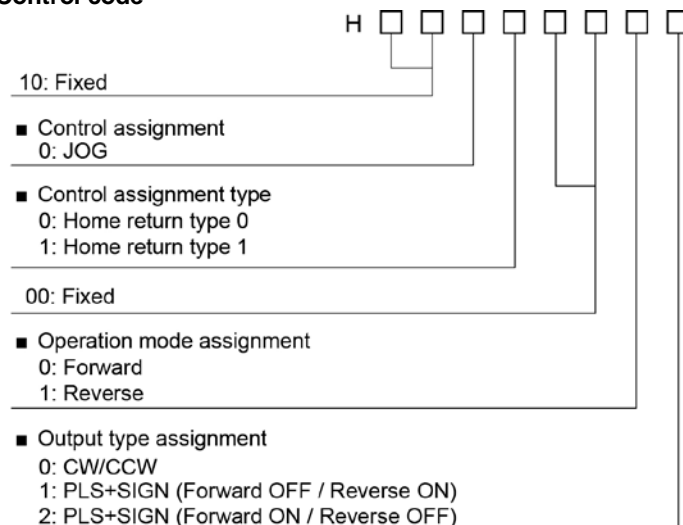 Control code
H □ □ □ □ □ □ □ □
10: Fixed
■ Control assignment
0: JOG
■ Control assignment type
0: Home return type 0
1: Home return type 1
00: Fixed
■ Operation mode assignment
0: Forward
1: Reverse
■ Output type assignment
0: CW/CCW
1: PLS+SIGN (Forward OFF / Reverse ON)
2: PLS+SIGN (Forward ON / Reverse OFF)